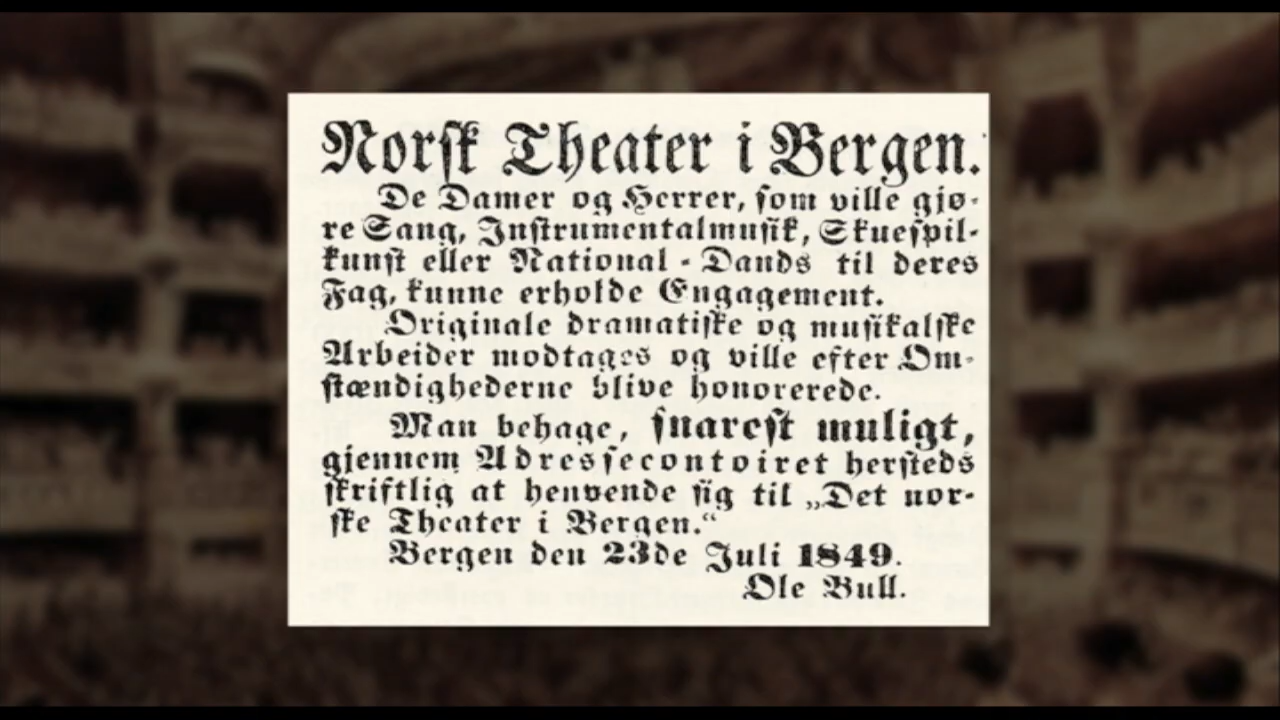 Norsk Theater i Bergen.
De Damer og Herrer, som ville gjø-
re Sang, Instrumentalmusik, Skuespil-
kunst eller National-Dands til deres
Fag, kunne erholde Engagement.
Originale dramatiske og musikalske
Arbeider modtages og ville efter Om-
stændighederne blive honorerede.
Man behage, snarest muligt,
gjennem Adressecontoiret hersteds
skriftlig at henvende sig til „Det nor-
ske Theater i Bergen.“
Bergen den 23de Juli 1849.
Ole Bull.